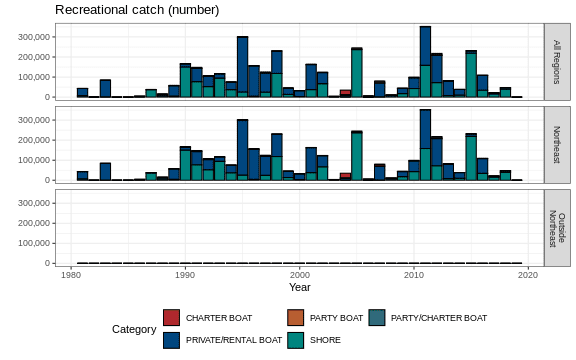 Recreational catch (number)
300,000
200,000
100,000
0
All Regions
300,000
200,000
100,000
0
Northeast
300,000
200,000
100,000
0
Outside
Northeast
1980 1990 2000 2010 2020
Year
Category
CHARTER BOAT PARTY BOAT PARTY/CHARTER BOAT
PRIVATE/RENTAL BOAT SHORE